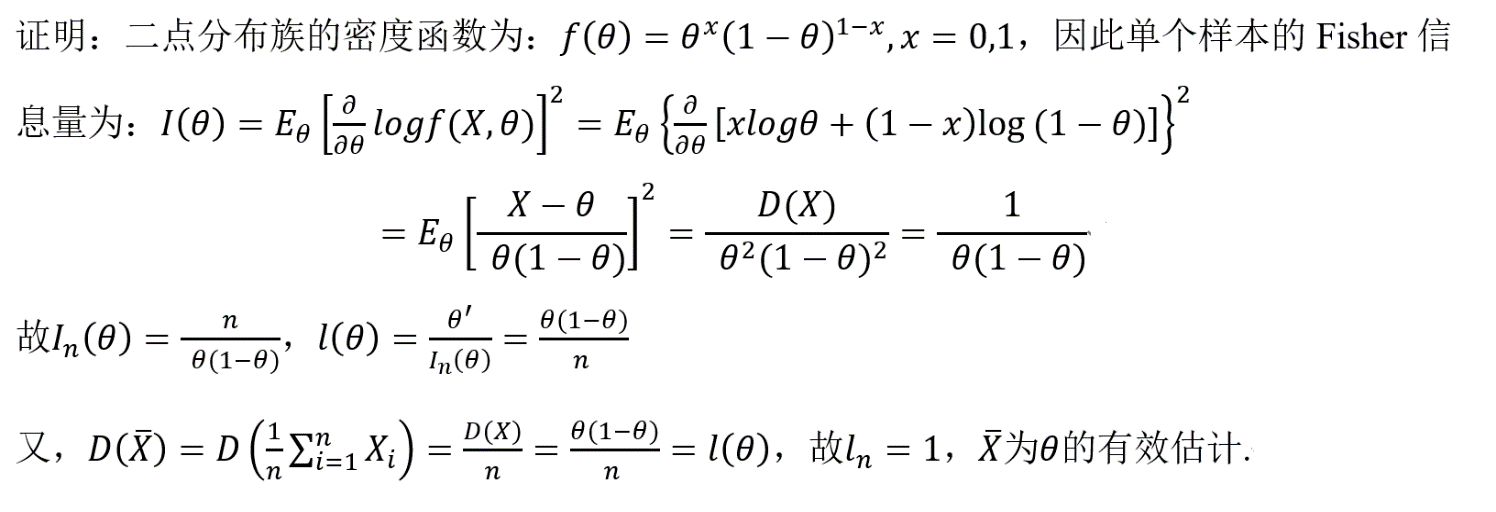 证明：二点分布族的密度函数为：f(θ) = θ^x(1 − θ)^{1−x}, x = 0,1，因此单个样本的 Fisher 信
息量为：I(θ) = E_θ [∂/∂θ logf(X,θ)]^2 = E_θ {∂/∂θ [xlogθ + (1 − x)log (1 − θ)]}^2
= E_θ [(X − θ)/(θ(1 − θ))]^2 = D(X)/(θ^2(1 − θ)^2) = 1/(θ(1 − θ))
故I_n(θ) = n/(θ(1−θ))，l(θ) = θ′/I_n(θ) = θ(1−θ)/n
又，D(X̄) = D(1/n ∑_{i=1}^n X_i) = D(X)/n = θ(1−θ)/n = l(θ)，故l_n = 1，X̄为θ的有效估计.